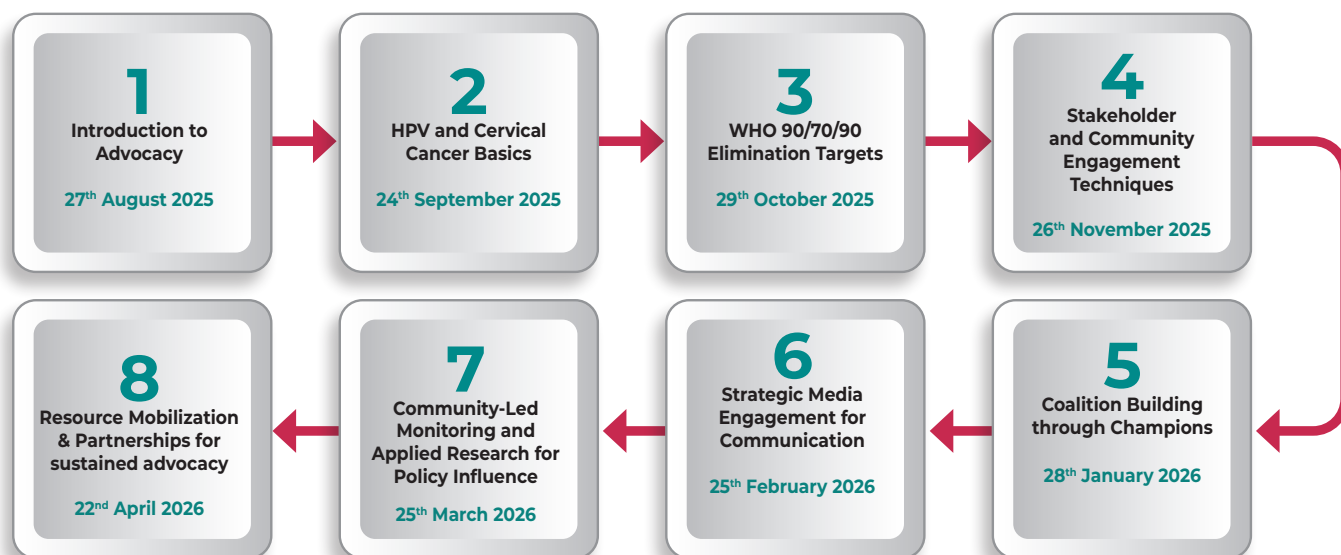 1
Introduction to
Advocacy
27th August 2025
2
HPV and Cervical
Cancer Basics
24th September 2025
3
WHO 90/70/90
Elimination Targets
29th October 2025
4
Stakeholder
and Community
Engagement
Techniques
26th November 2025
5
Coalition Building
through Champions
28th January 2026
6
Strategic Media
Engagement for
Communication
25th February 2026
7
Community-Led
Monitoring and
Applied Research for
Policy Influence
25th March 2026
8
Resource Mobilization
& Partnerships for
sustained advocacy
22nd April 2026